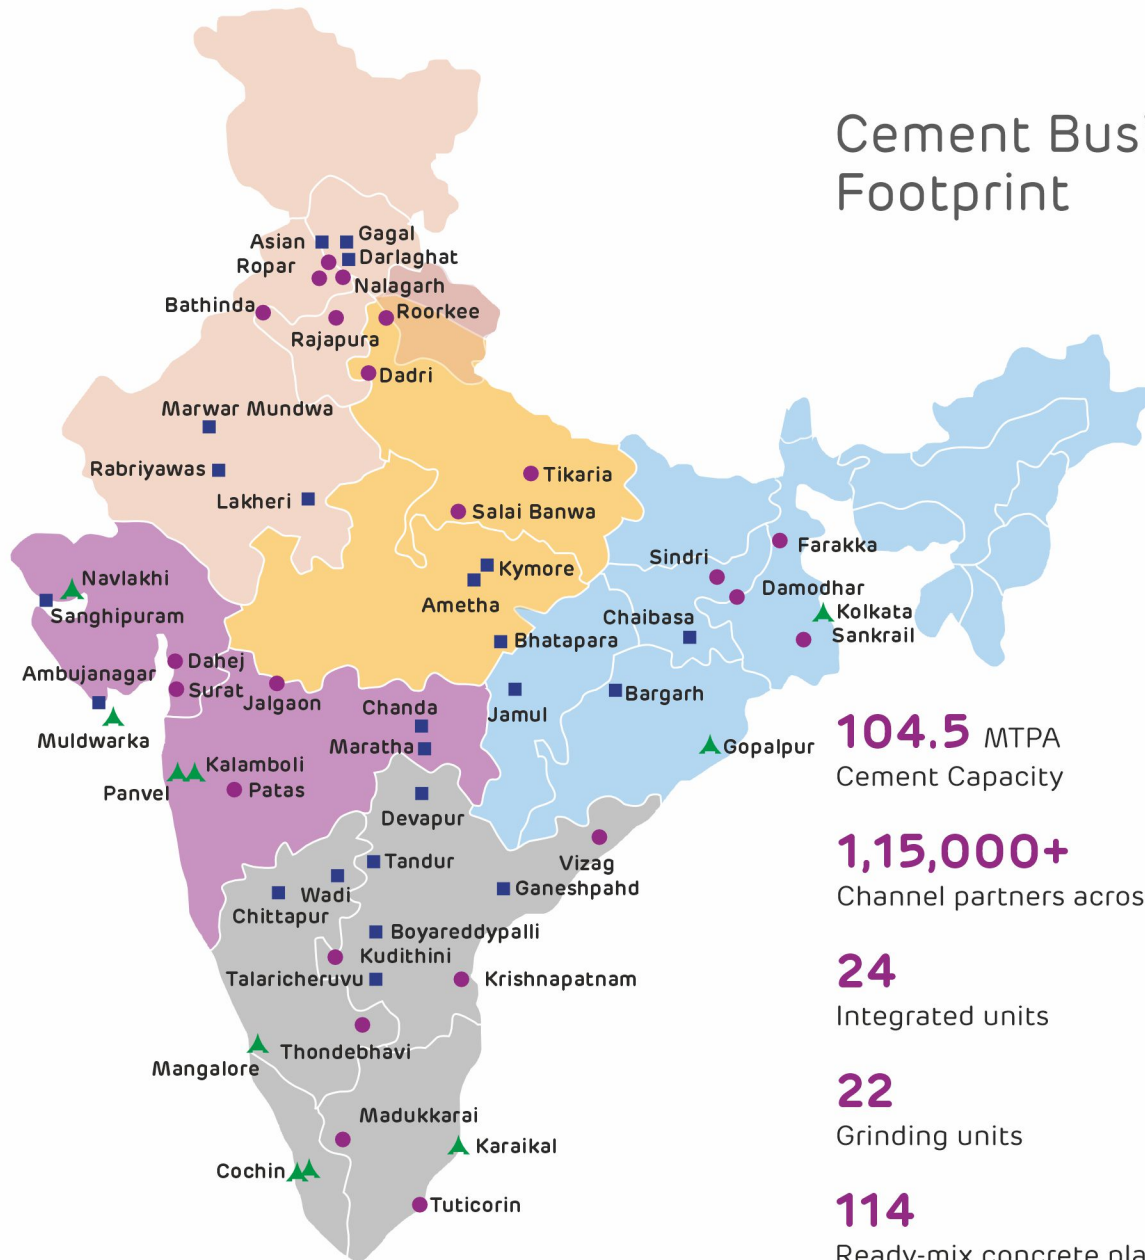 Cement Bus
Footprint
Asian
Gagal
Ropar
Darlaghat
Nalagarh
Bathinda
Roorkee
Rajapura
Dadri
Marwar Mundwa
Rabriyawas
Lakheri
Tikaria
Salai Banwa
Farakka
Sindri
Kymore
Navlakhi
Damodhar
Ametha
Sanghipuram
Chaibasa
Kolkata
Sankrail
Bhatapara
Dahej
Ambujanagar
Surat
Jalgaon
Chanda
Jamul
Bargarh
Muldwarka
Maratha
Gopalpur
Kalamboli
Panvel
Patas
Devapur
Tandur
Vizag
Wadi
Ganeshpahd
Chittapur
Boyareddypalli
Kudithini
Talaricheruvu
Krishnapatnam
Thondebhavi
Mangalore
Madukkarai
Karaikal
Cochin
Tuticorin
104.5 MTPA
Cement Capacity
1,15,000+
Channel partners acros
24
Integrated units
22
Grinding units
114
Ready-mix concrete pla